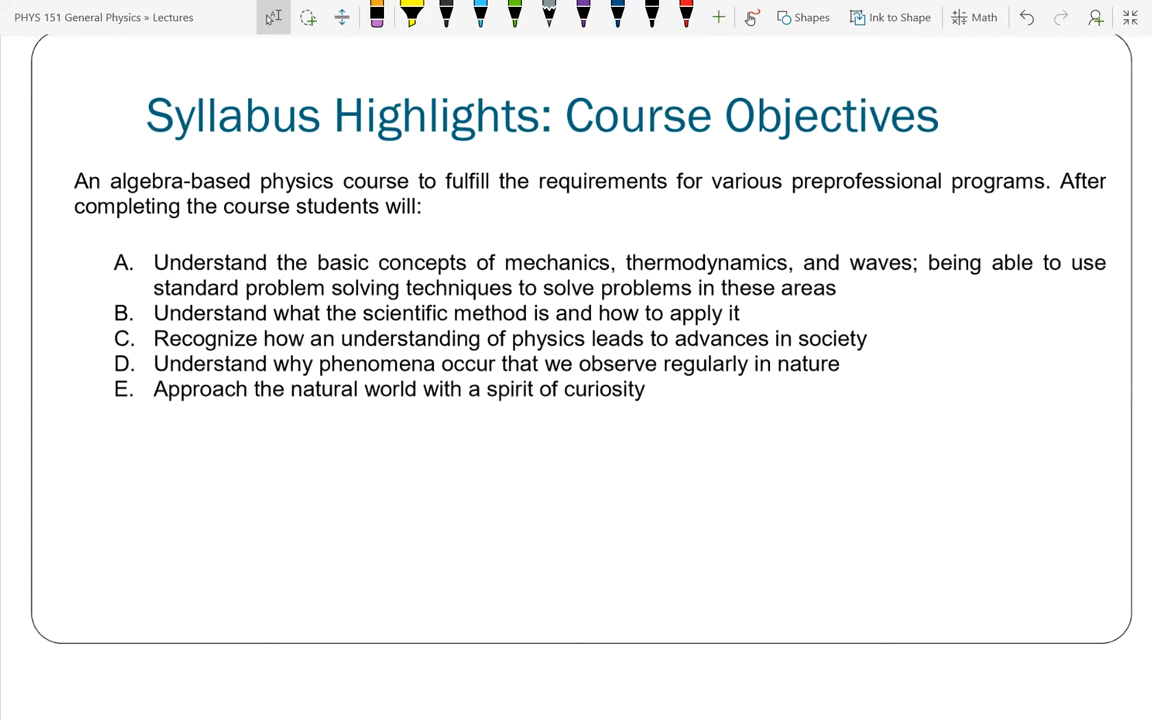 PHYS 151 General Physics » Lectures
Shapes
Ink to Shape
Math
Syllabus Highlights: Course Objectives
An algebra-based physics course to fulfill the requirements for various preprofessional programs. After
completing the course students will:
A. Understand the basic concepts of mechanics, thermodynamics, and waves; being able to use
standard problem solving techniques to solve problems in these areas
B. Understand what the scientific method is and how to apply it
C. Recognize how an understanding of physics leads to advances in society
D. Understand why phenomena occur that we observe regularly in nature
E. Approach the natural world with a spirit of curiosity